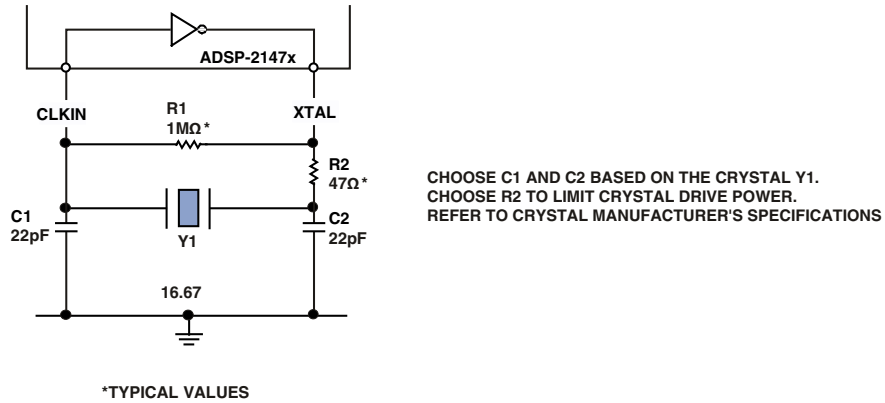 ADSP-2147x
CLKIN
R1
1MΩ*
XTAL
R2
47Ω*
C1
22pF
Y1
C2
22pF
16.67
CHOOSE C1 AND C2 BASED ON THE CRYSTAL Y1.
CHOOSE R2 TO LIMIT CRYSTAL DRIVE POWER.
REFER TO CRYSTAL MANUFACTURER'S SPECIFICATIONS
*TYPICAL VALUES